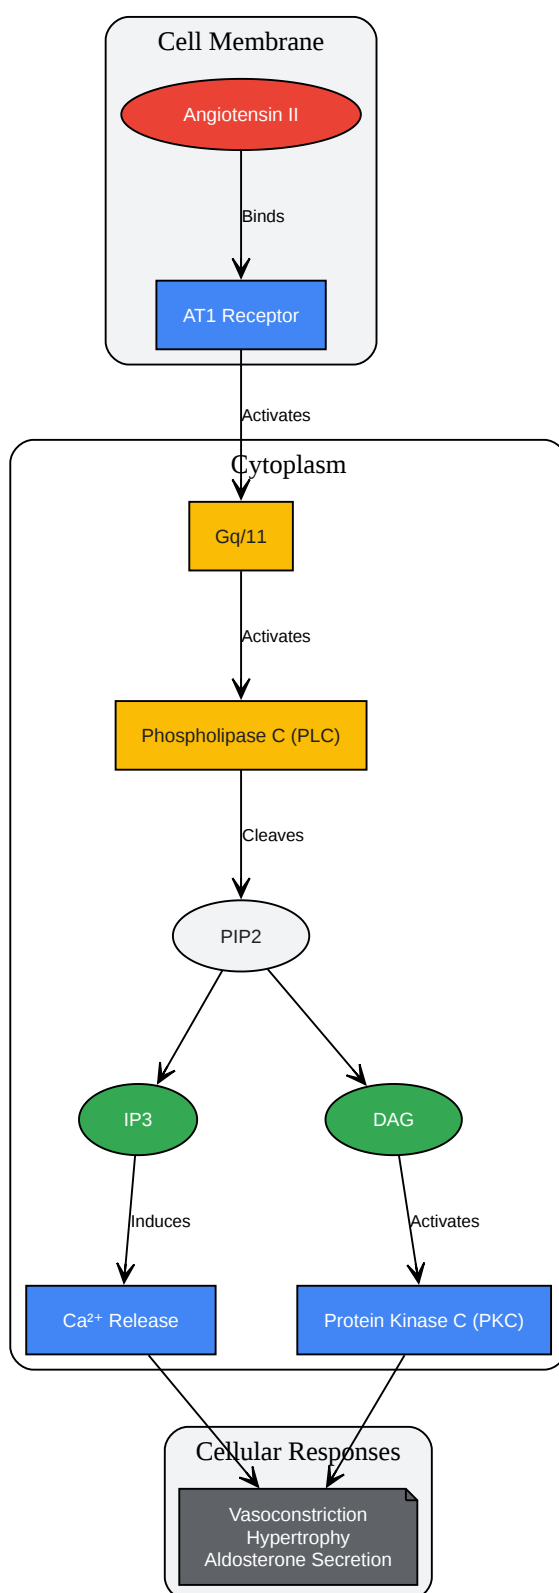 Cell Membrane
Angiotensin II
Binds
AT1 Receptor
Activates
Cytoplasm
Gq/11
Activates
Phospholipase C (PLC)
Cleaves
PIP2
IP3
DAG
Induces
Activates
Ca²⁺ Release
Protein Kinase C (PKC)
Cellular Responses
Vasoconstriction
Hypertrophy
Aldosterone Secretion